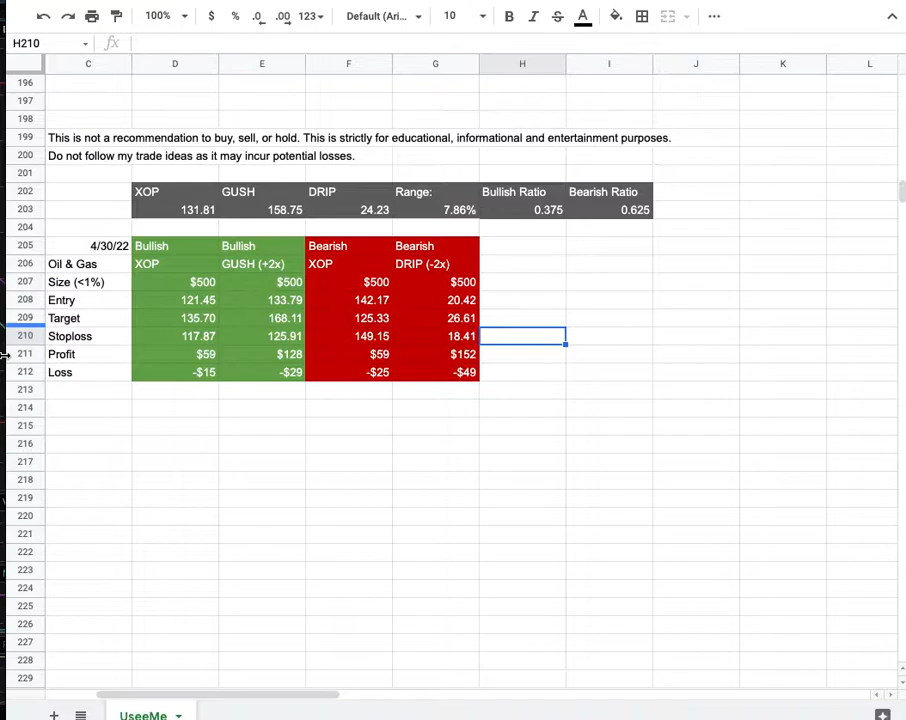 100% $ % .0 .00 123 Default (Ari... 10 B I S A
H210 fx
C D E F G H I J K L
196
197
198
199 This is not a recommendation to buy, sell, or hold. This is strictly for educational, informational and entertainment purposes.
200 Do not follow my trade ideas as it may incur potential losses.
201
202 XOP GUSH DRIP Range: Bullish Ratio Bearish Ratio
203 131.81 158.75 24.23 7.86% 0.375 0.625
204
205 4/30/22 Bullish Bullish Bearish Bearish
206 Oil & Gas XOP GUSH (+2x) XOP DRIP (-2x)
207 Size (<1%) $500 $500 $500 $500
208 Entry 121.45 133.79 142.17 20.42
209 Target 135.70 168.11 125.33 26.61
210 Stoploss 117.87 125.91 149.15 18.41
211 Profit $59 $128 $59 $152
212 Loss -$15 -$29 -$25 -$49
213
214
215
216
217
218
219
220
221
222
223
224
225
226
227
228
229
UseeMe